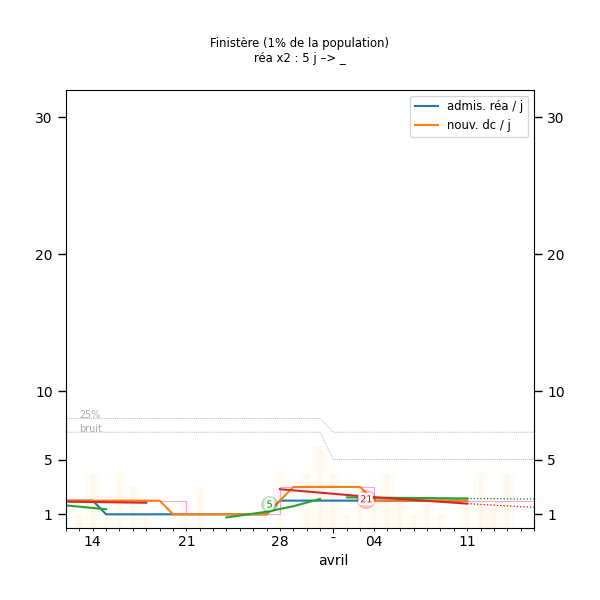 Finistère (1% de la population)
réa x2 : 5 j –> _
admis. réa / j
nouv. dc / j
30 30
20 20
10 10
25%
bruit
5 5
5 21
1 1
14 21 28 - 04 11
avril